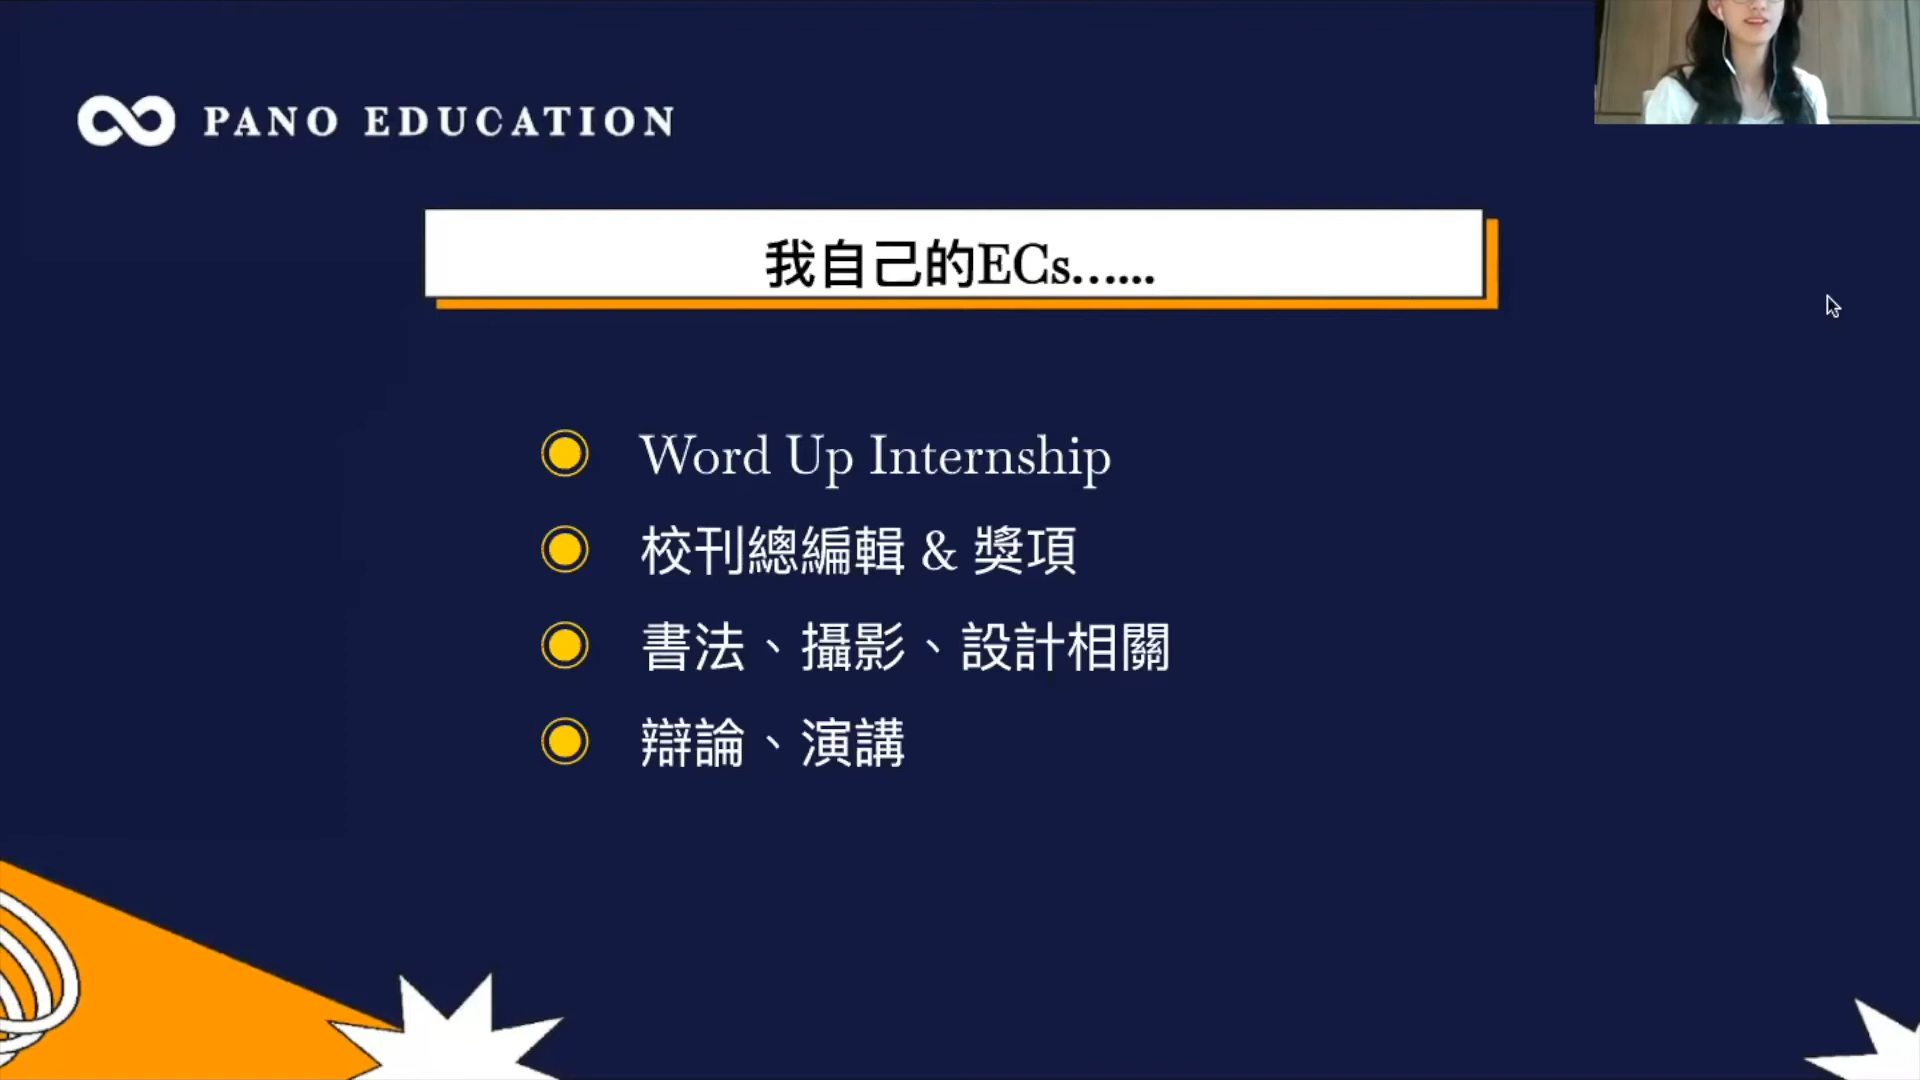 PANO EDUCATION
我自己的ECs......
Word Up Internship
校刊總編輯 & 獎項
書法、攝影、設計相關
辯論、演講